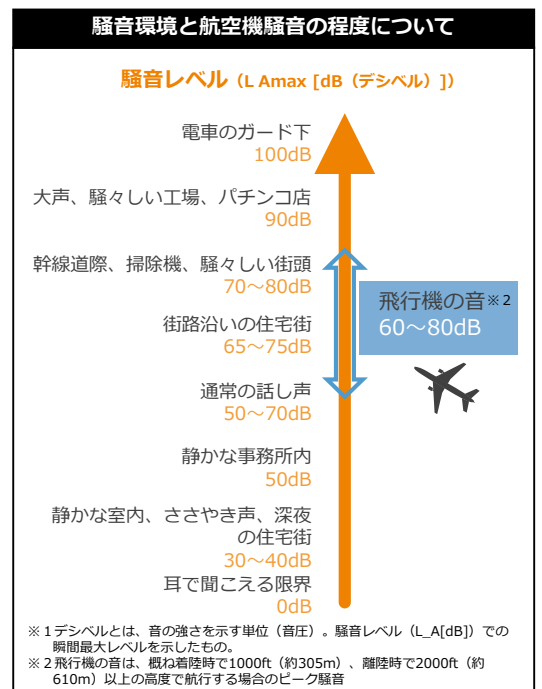 騒音環境と航空機騒音の程度について
騒音レベル（L Amax [dB（デシベル）]）
電車のガード下
100dB
大声、騒々しい工場、パチンコ店
90dB
幹線道際、掃除機、騒々しい街頭
70～80dB
飛行機の音※2
60～80dB
街路沿いの住宅街
65～75dB
通常の話し声
50～70dB
静かな事務所内
50dB
静かな室内、ささやき声、深夜
の住宅街
30～40dB
耳で聞こえる限界
0dB
※１デシベルとは、音の強さを示す単位（音圧）。騒音レベル（L_A[dB]）での
瞬間最大レベルを示したもの。
※２飛行機の音は、概ね着陸時で1000ft（約305m）、離陸時で2000ft（約
610m）以上の高度で航行する場合のピーク騒音